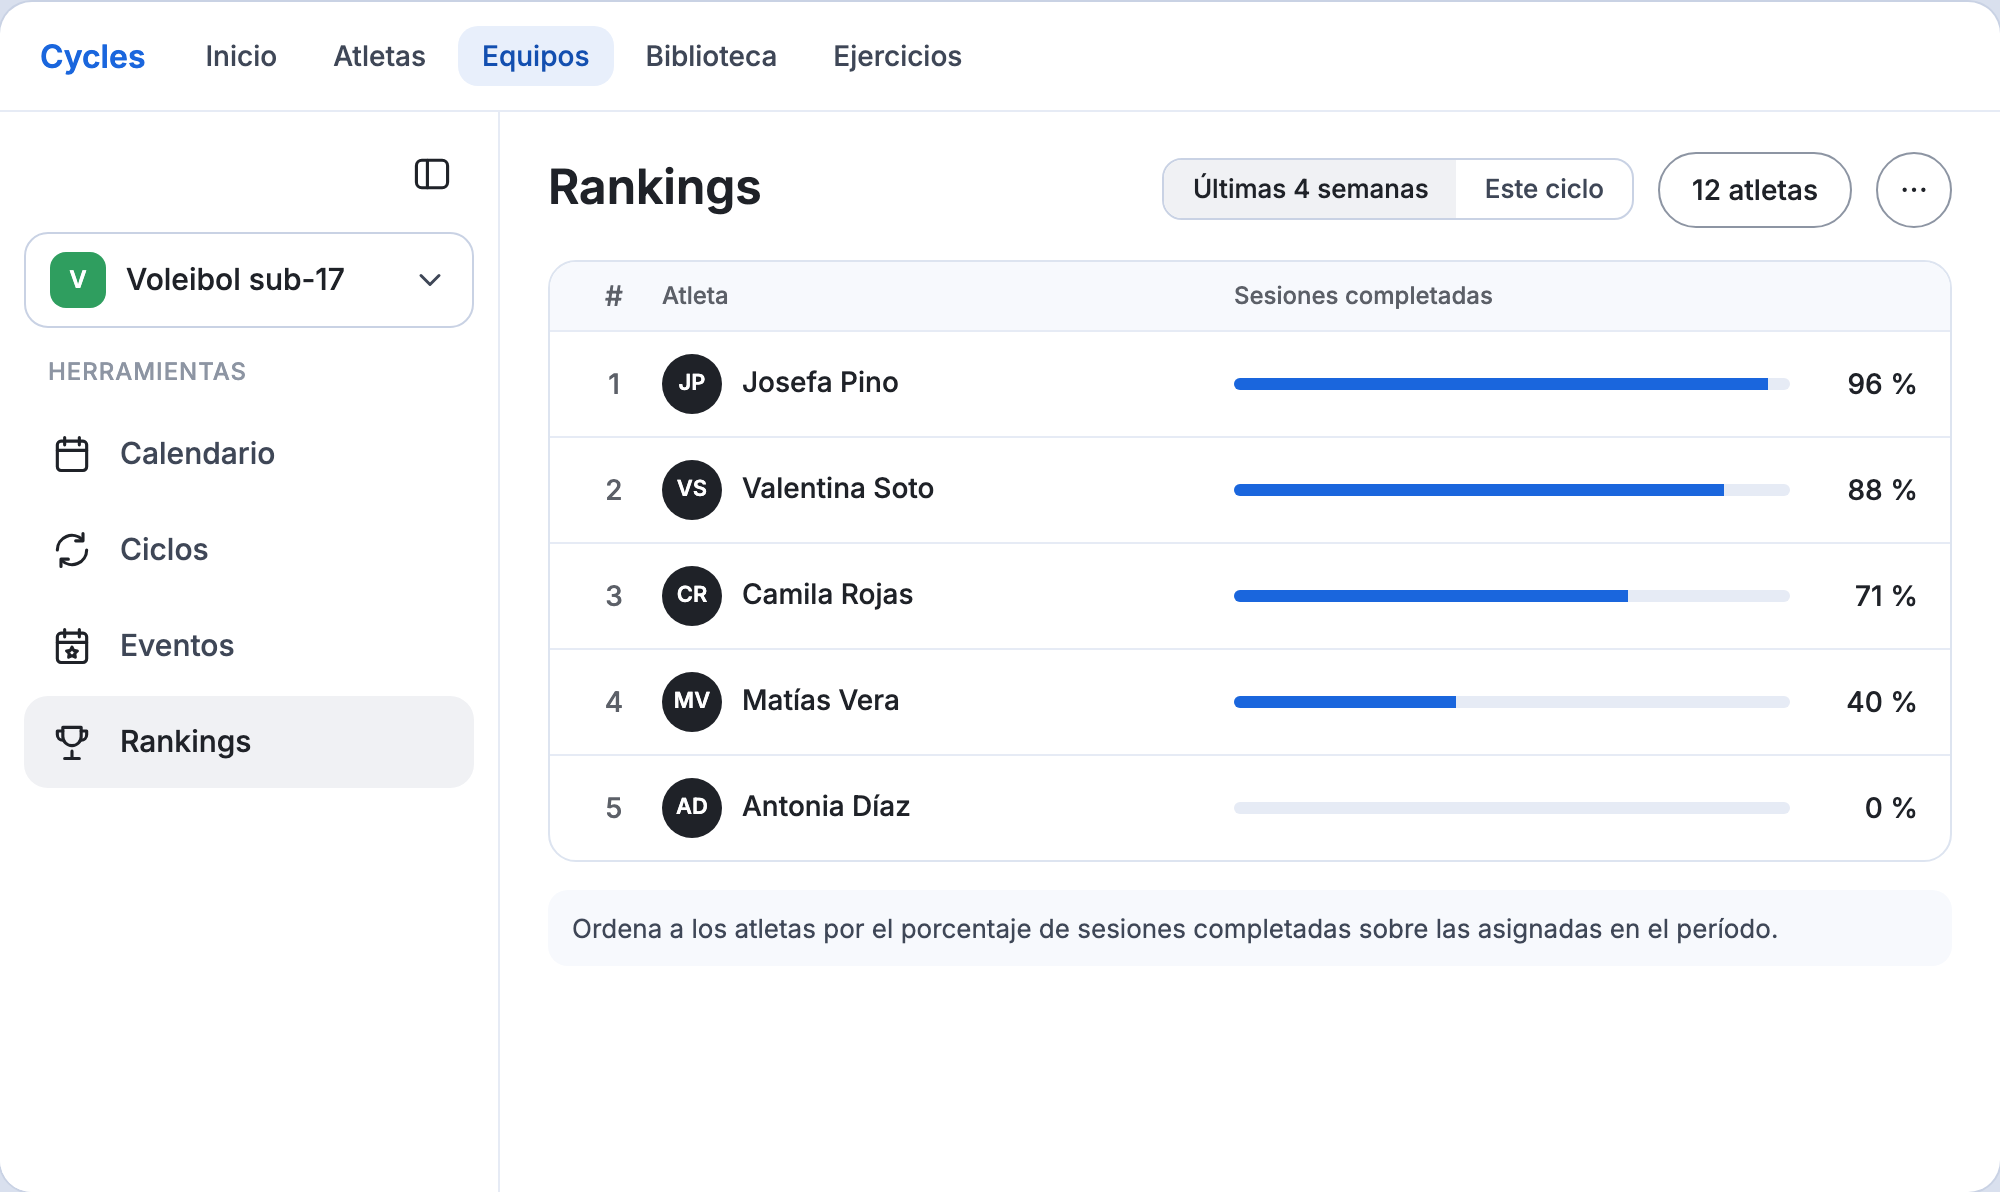 Cycles Inicio Atletas Equipos Biblioteca Ejercicios
V Voleibol sub-17
HERRAMIENTAS
Calendario
Ciclos
Eventos
Rankings
Rankings Últimas 4 semanas Este ciclo 12 atletas ...
# Atleta Sesiones completadas
1 JP Josefa Pino 96 %
2 VS Valentina Soto 88 %
3 CR Camila Rojas 71 %
4 MV Matías Vera 40 %
5 AD Antonia Díaz 0 %
Ordena a los atletas por el porcentaje de sesiones completadas sobre las asignadas en el período.